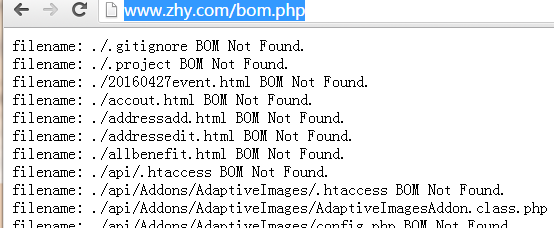 www.zhy.com/bom.php
filename: ./.gitignore BOM Not Found.
filename: ./.project BOM Not Found.
filename: ./20160427event.html BOM Not Found.
filename: ./accout.html BOM Not Found.
filename: ./addressadd.html BOM Not Found.
filename: ./addressedit.html BOM Not Found.
filename: ./allbenefit.html BOM Not Found.
filename: ./api/.htaccess BOM Not Found.
filename: ./api/Addons/AdaptiveImages/.htaccess BOM Not Found.
filename: ./api/Addons/AdaptiveImages/AdaptiveImagesAddon.class.php
filename: ./api/Addons/AdaptiveImages/config.php BOM Not Found.